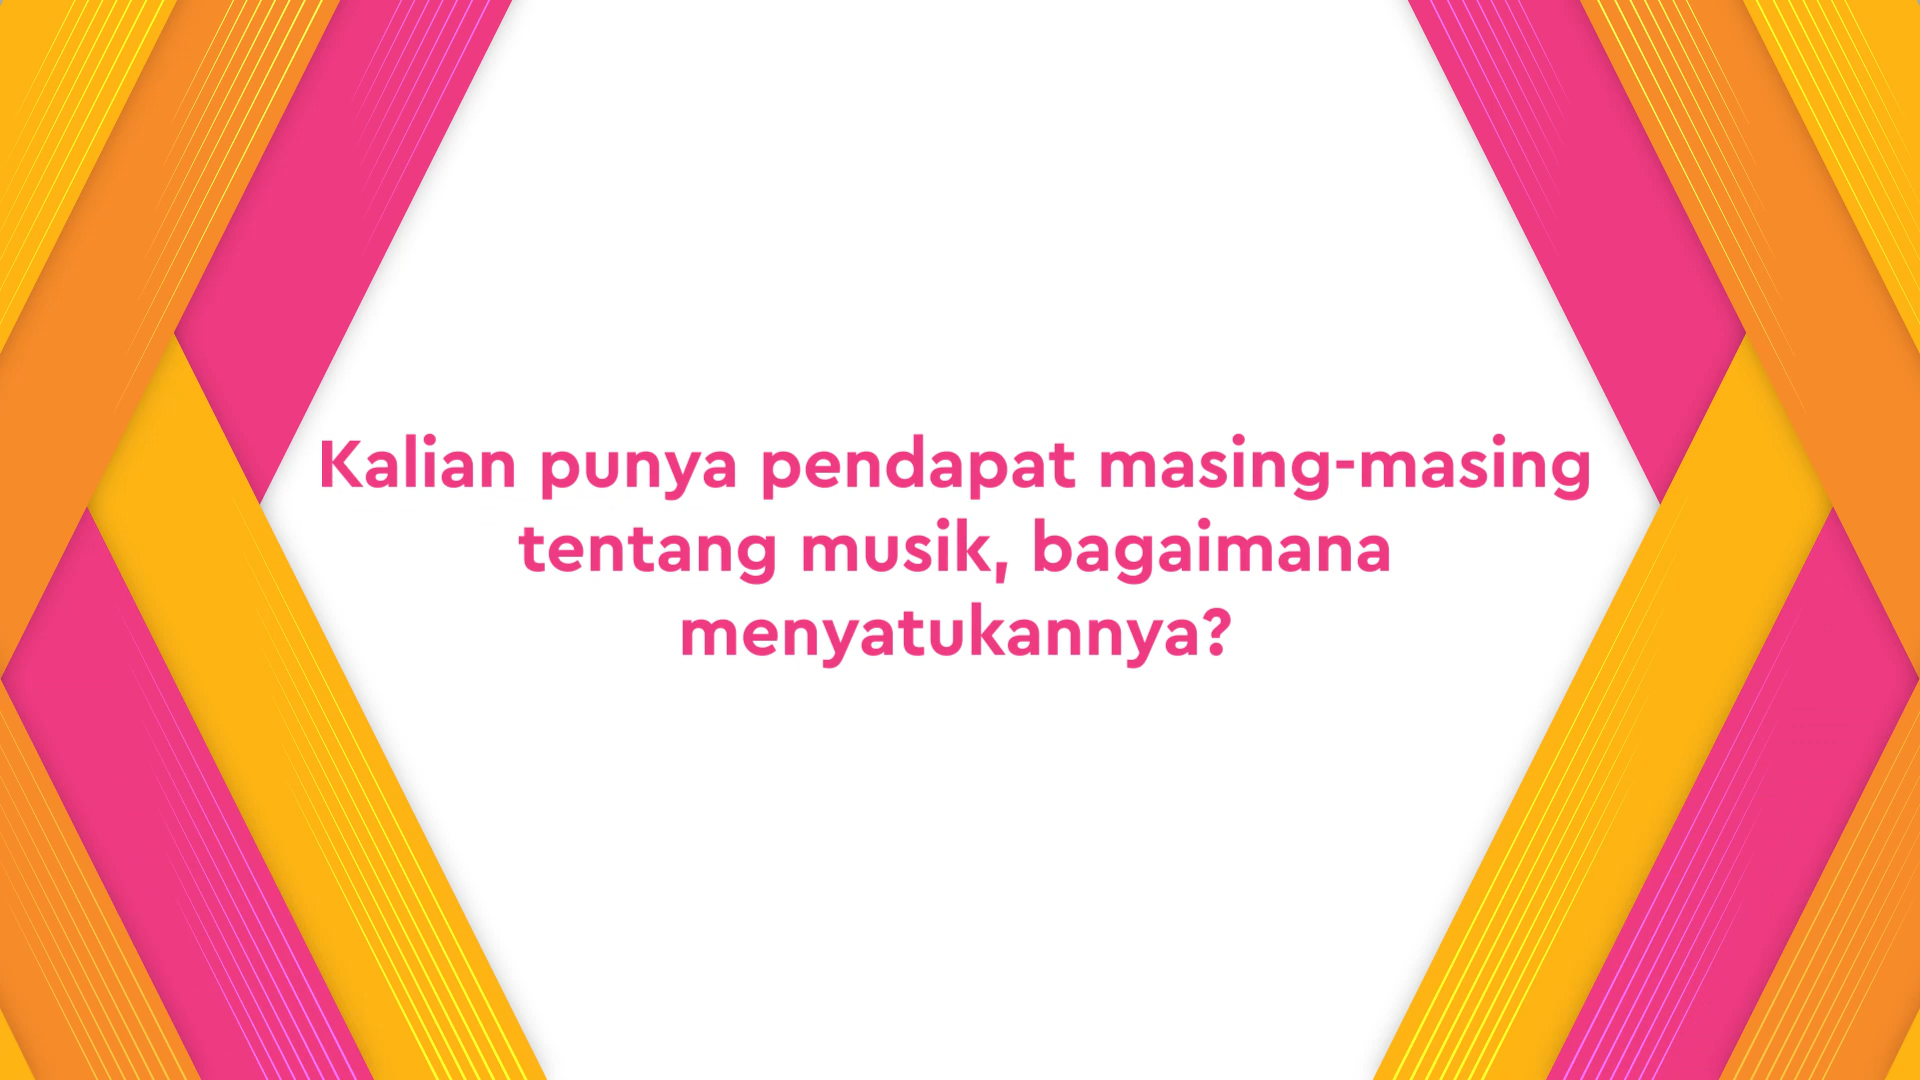 Kalian punya pendapat masing-masing
tentang musik, bagaimana
menyatukannya?